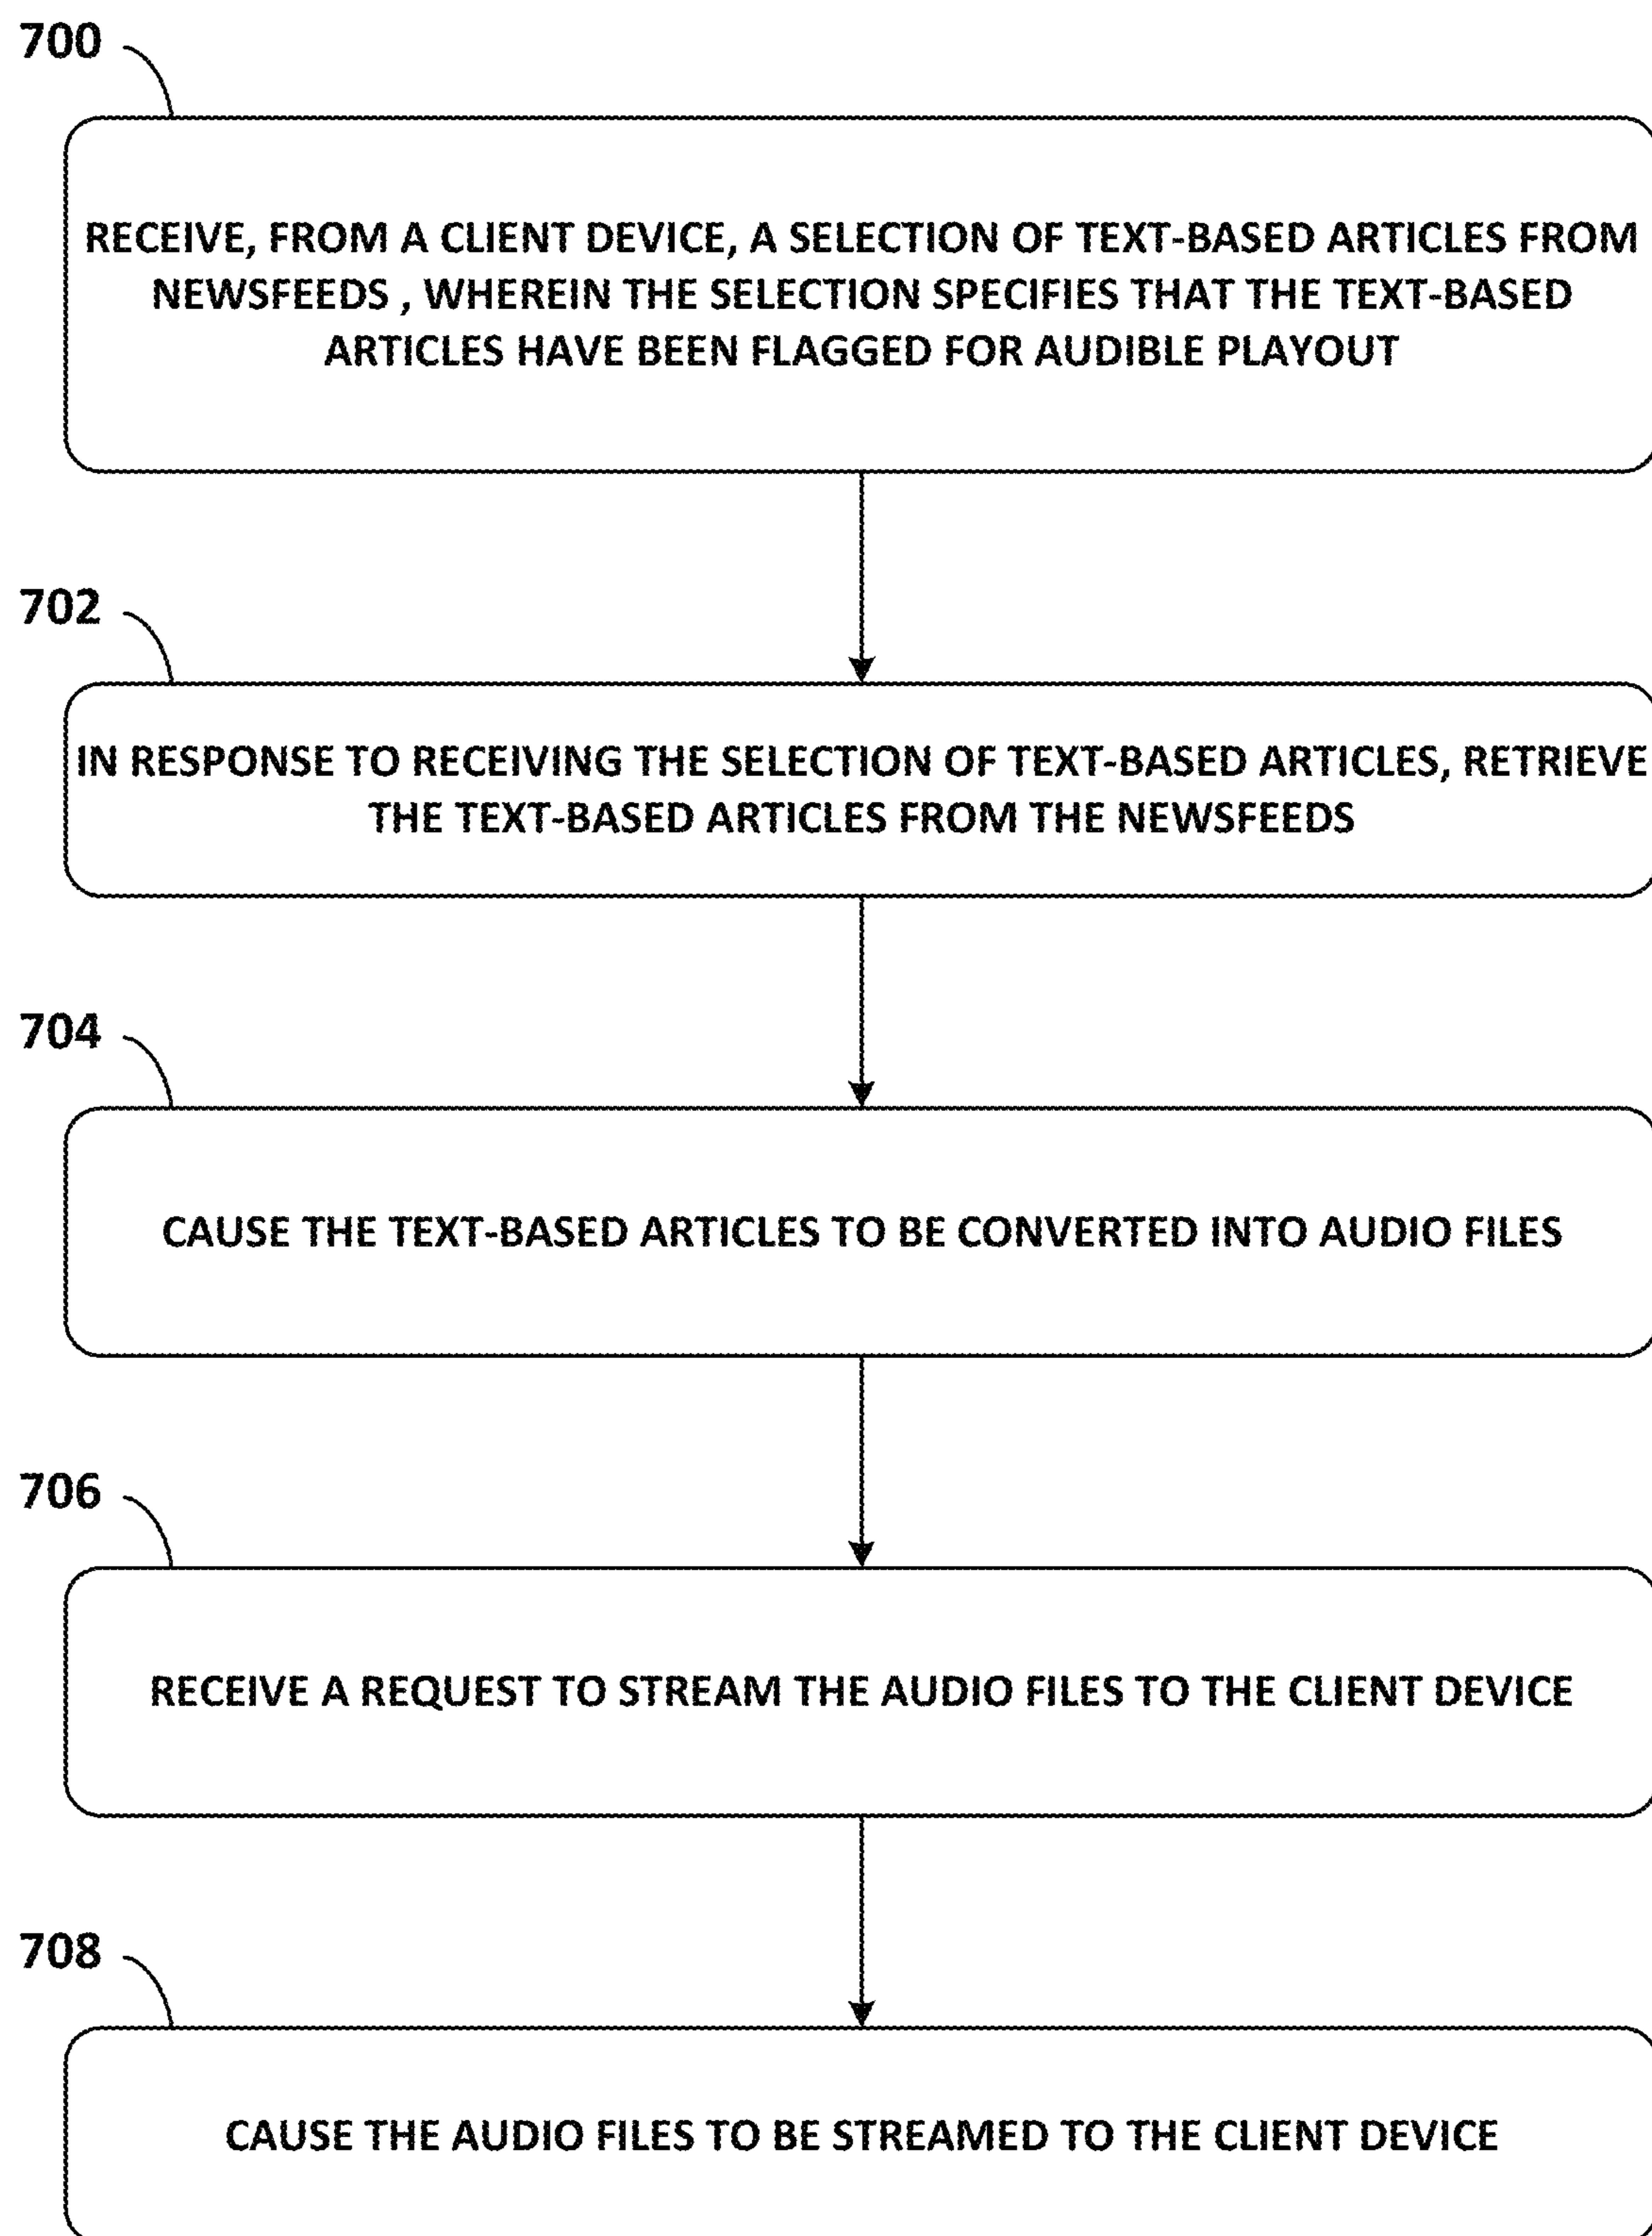 700
RECEIVE, FROM A CLIENT DEVICE, A SELECTION OF TEXT-BASED ARTICLES FROM
NEWSFEEDS , WHEREIN THE SELECTION SPECIFIES THAT THE TEXT-BASED
ARTICLES HAVE BEEN FLAGGED FOR AUDIBLE PLAYOUT
702
IN RESPONSE TO RECEIVING THE SELECTION OF TEXT-BASED ARTICLES, RETRIEVE
THE TEXT-BASED ARTICLES FROM THE NEWSFEEDS
704
CAUSE THE TEXT-BASED ARTICLES TO BE CONVERTED INTO AUDIO FILES
706
RECEIVE A REQUEST TO STREAM THE AUDIO FILES TO THE CLIENT DEVICE
708
CAUSE THE AUDIO FILES TO BE STREAMED TO THE CLIENT DEVICE